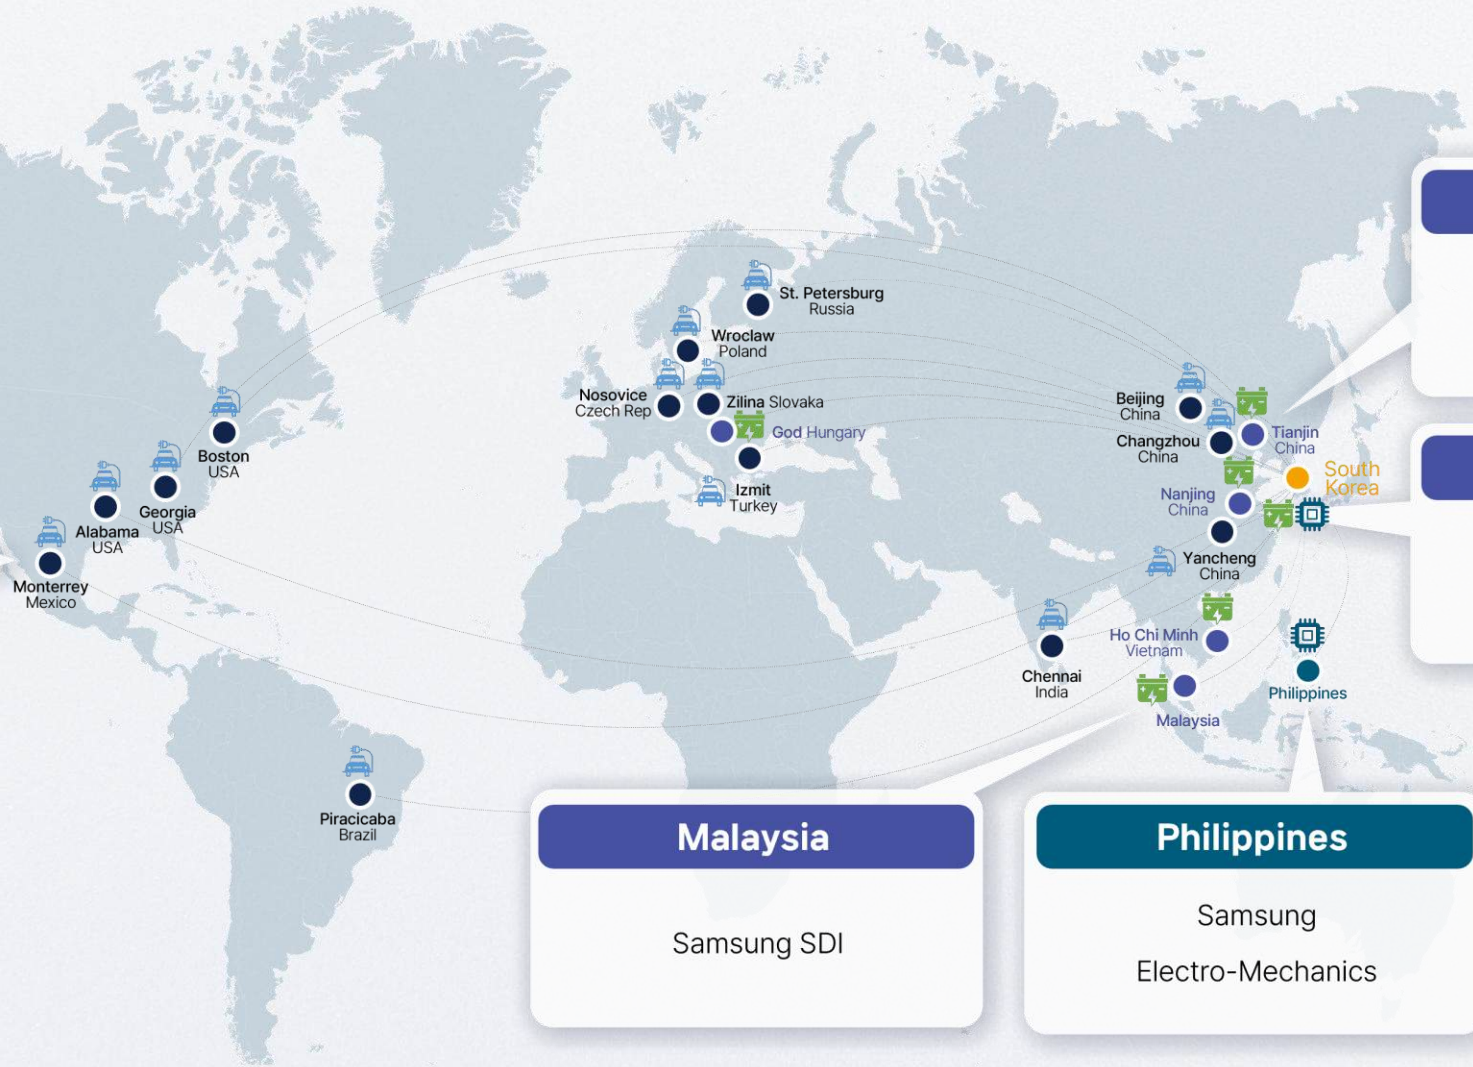 St. Petersburg
Russia
Wroclaw
Poland
Nosovice
Czech Rep
Zilina Slovaka
God Hungary
Izmit
Turkey
Boston
USA
Georgia
USA
Alabama
USA
Monterrey
Mexico
Piracicaba
Brazil
Beijing
China
Changzhou
China
Tianjin
China
South
Korea
Nanjing
China
Yancheng
China
Ho Chi Minh
Vietnam
Chennai
India
Malaysia
Philippines
Malaysia
Samsung SDI
Philippines
Samsung
Electro-Mechanics